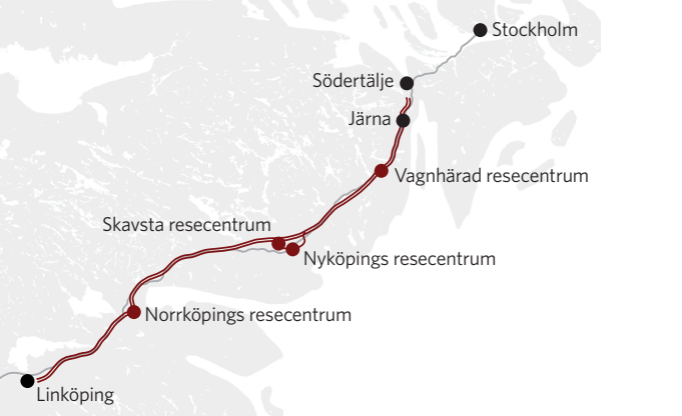 Stockholm
Södertälje
Järna
Vagnhärad resecentrum
Skavsta resecentrum
Nyköpings resecentrum
Norrköpings resecentrum
Linköping